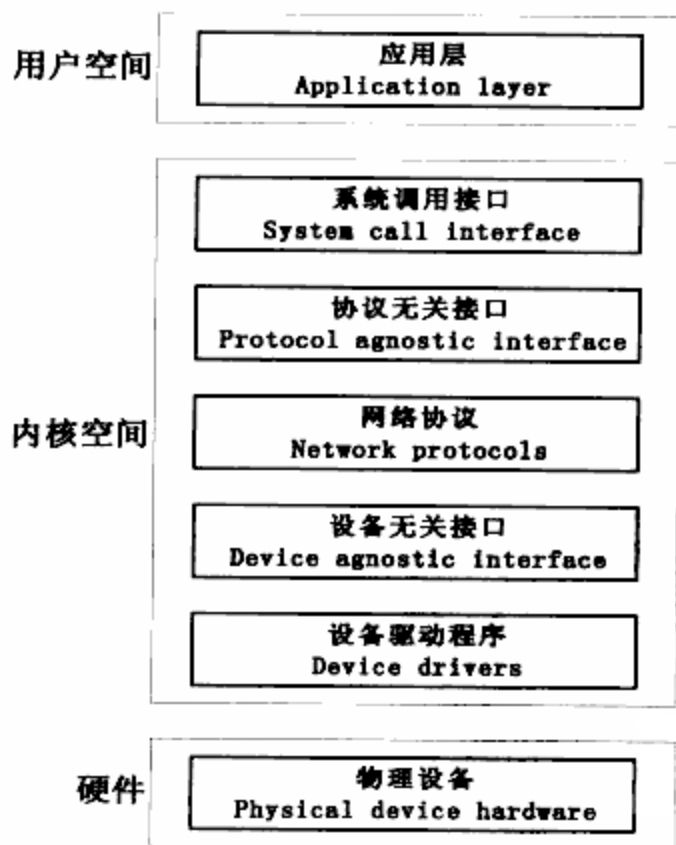 用户空间
应用层
Application layer
系统调用接口
System call interface
协议无关接口
Protocol agnostic interface
内核空间
网络协议
Network protocols
设备无关接口
Device agnostic interface
设备驱动程序
Device drivers
硬件
物理设备
Physical device hardware